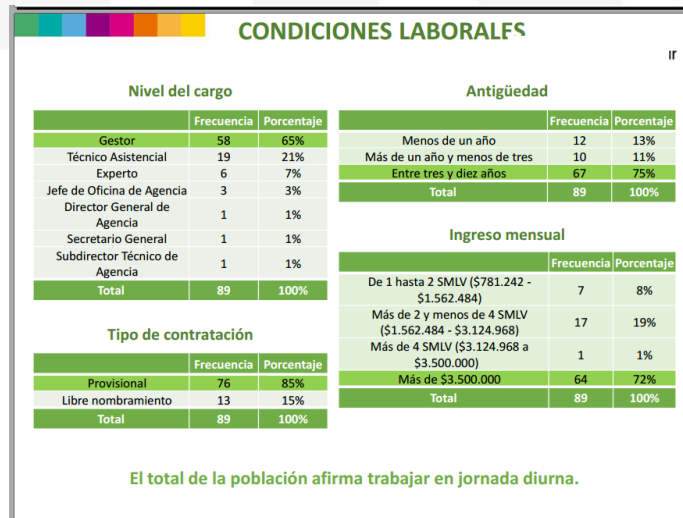 CONDICIONES LABORALES
ur
Nivel del cargo
Frecuencia Porcentaje
Gestor 58 65%
Técnico Asistencial 19 21%
Experto 6 7%
Jefe de Oficina de Agencia 3 3%
Director General de
Agencia 1 1%
Secretario General 1 1%
Subdirector Técnico de
Agencia 1 1%
Total 89 100%
Tipo de contratación
Frecuencia Porcentaje
Provisional 76 85%
Libre nombramiento 13 15%
Total 89 100%
Antigüedad
Frecuencia Porcentaje
Menos de un año 12 13%
Más de un año y menos de tres 10 11%
Entre tres y diez años 67 75%
Total 89 100%
Ingreso mensual
Frecuencia Porcentaje
De 1 hasta 2 SMLV ($781.242 -
$1.562.484) 7 8%
Más de 2 y menos de 4 SMLV
($1.562.484 - $3.124.968) 17 19%
Más de 4 SMLV ($3.124.968 a
$3.500.000) 1 1%
Más de $3.500.000 64 72%
Total 89 100%
El total de la población afirma trabajar en jornada diurna.